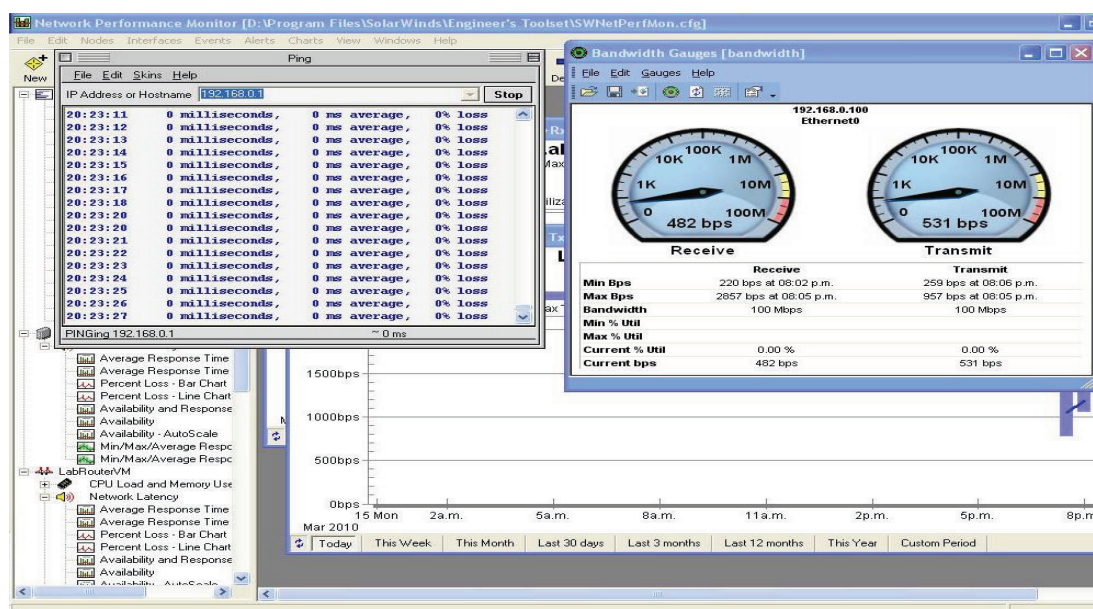 Network Performance Monitor [D:\Program Files\SolarWinds\Engineer's Toolset\SWNetPerfMon.cfg]
File Edit Nodes Interfaces Events Alerts Charts View Windows Help
New
Ping
File Edit Skins Help
IP Address or Hostname 192.168.0.1 Stop
20:23:11 0 milliseconds, 0 ms average, 0% loss
20:23:12 0 milliseconds, 0 ms average, 0% loss
20:23:13 0 milliseconds, 0 ms average, 0% loss
20:23:14 0 milliseconds, 0 ms average, 0% loss
20:23:15 0 milliseconds, 0 ms average, 0% loss
20:23:16 0 milliseconds, 0 ms average, 0% loss
20:23:17 0 milliseconds, 0 ms average, 0% loss
20:23:18 0 milliseconds, 0 ms average, 0% loss
20:23:20 0 milliseconds, 0 ms average, 0% loss
20:23:20 0 milliseconds, 0 ms average, 0% loss
20:23:21 0 milliseconds, 0 ms average, 0% loss
20:23:22 0 milliseconds, 0 ms average, 0% loss
20:23:23 0 milliseconds, 0 ms average, 0% loss
20:23:24 0 milliseconds, 0 ms average, 0% loss
20:23:25 0 milliseconds, 0 ms average, 0% loss
20:23:26 0 milliseconds, 0 ms average, 0% loss
20:23:27 0 milliseconds, 0 ms average, 0% loss
PINGing 192.168.0.1 ~ 0 ms
Bandwidth Gauges [bandwidth]
File Edit Gauges Help
192.168.0.100
Ethernet0
0 1K 10K 100K 1M 10M 100M
482 bps
Receive
0 1K 10K 100K 1M 10M 100M
531 bps
Transmit
Receive Transmit
Min Bps 220 bps at 08:02 p.m. 259 bps at 08:06 p.m.
Max Bps 2857 bps at 08:05 p.m. 957 bps at 08:05 p.m.
Bandwidth 100 Mbps 100 Mbps
Min % Util
Max % Util
Current % Util 0.00 % 0.00 %
Current bps 482 bps 531 bps
Average Response Time
Average Response Time
Percent Loss - Bar Chart
Percent Loss - Line Chart
Availability and Response
Availability
Availability - AutoScale
Min/Max/Average Respc
Min/Max/Average Respc
LabRouterVM
CPU Load and Memory Use
Network Latency
Average Response Time
Average Response Time
Percent Loss - Bar Chart
Percent Loss - Line Chart
Availability and Response
Availability
Availability - AutoScale
1500bps
1000bps
500bps
0bps
15 Mon 2a.m. 5a.m. 8a.m. 11a.m. 2p.m. 5p.m. 8p.m
Mar 2010
Today This Week This Month Last 30 days Last 3 months Last 12 months This Year Custom Period